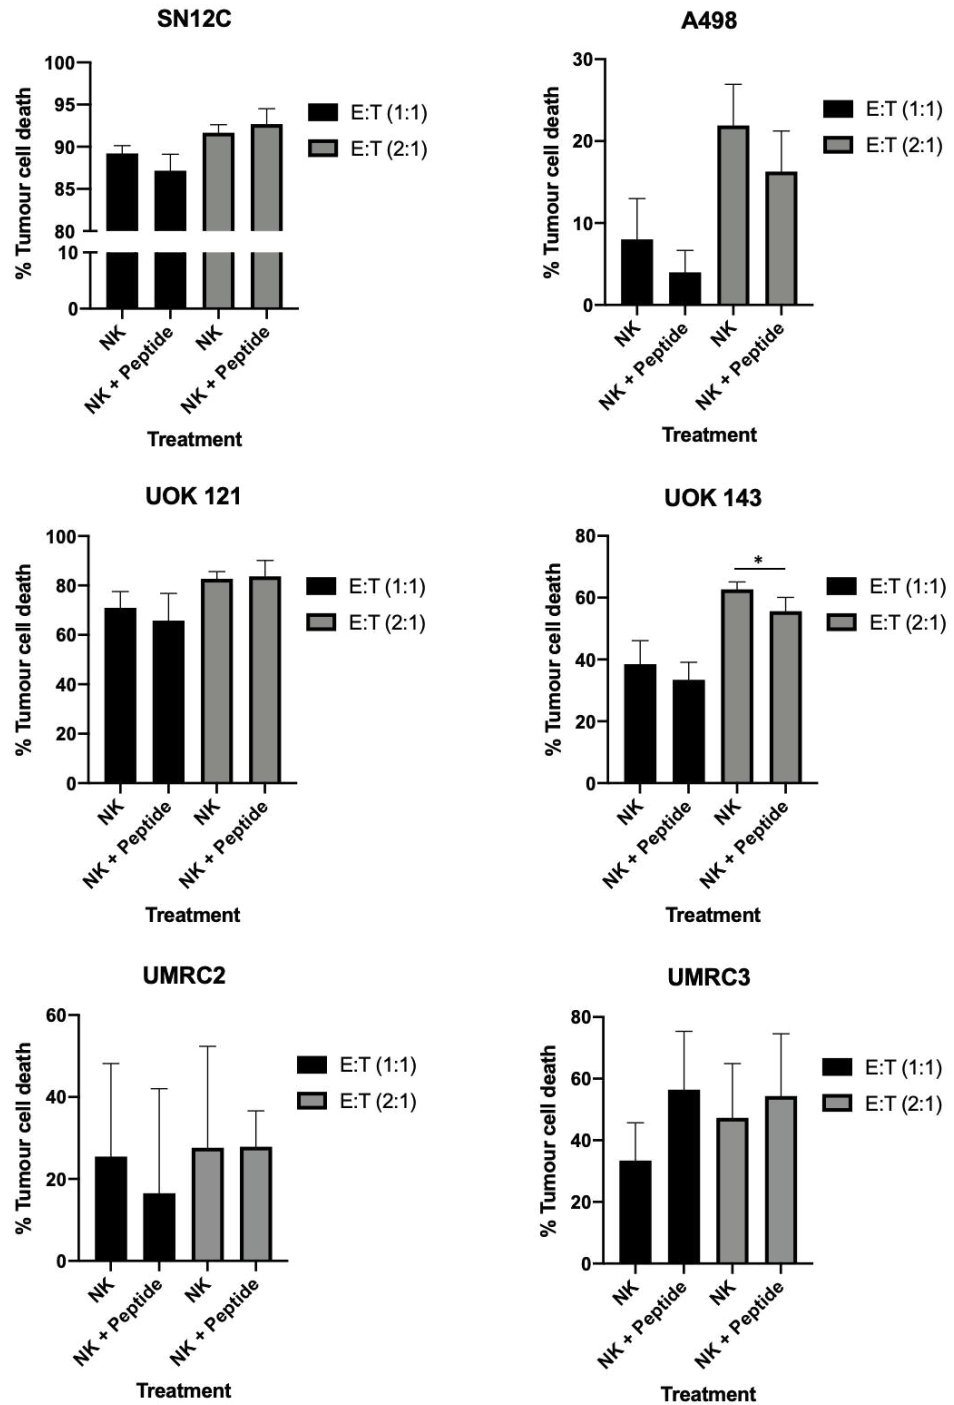 SN12C
% Tumour cell death
100
95
90
85
80
10
0
NK
NK + Peptide
NK
NK + Peptide
Treatment
E:T (1:1)
E:T (2:1)
A498
% Tumour cell death
30
20
10
0
NK
NK + Peptide
NK
NK + Peptide
Treatment
E:T (1:1)
E:T (2:1)
UOK 121
% Tumour cell death
100
80
60
40
20
0
NK
NK + Peptide
NK
NK + Peptide
Treatment
E:T (1:1)
E:T (2:1)
UOK 143
% Tumour cell death
80
60
40
20
0
*
NK
NK + Peptide
NK
NK + Peptide
Treatment
E:T (1:1)
E:T (2:1)
UMRC2
% Tumour cell death
60
40
20
0
NK
NK + Peptide
NK
NK + Peptide
Treatment
E:T (1:1)
E:T (2:1)
UMRC3
% Tumour cell death
80
60
40
20
0
NK
NK + Peptide
NK
NK + Peptide
Treatment
E:T (1:1)
E:T (2:1)